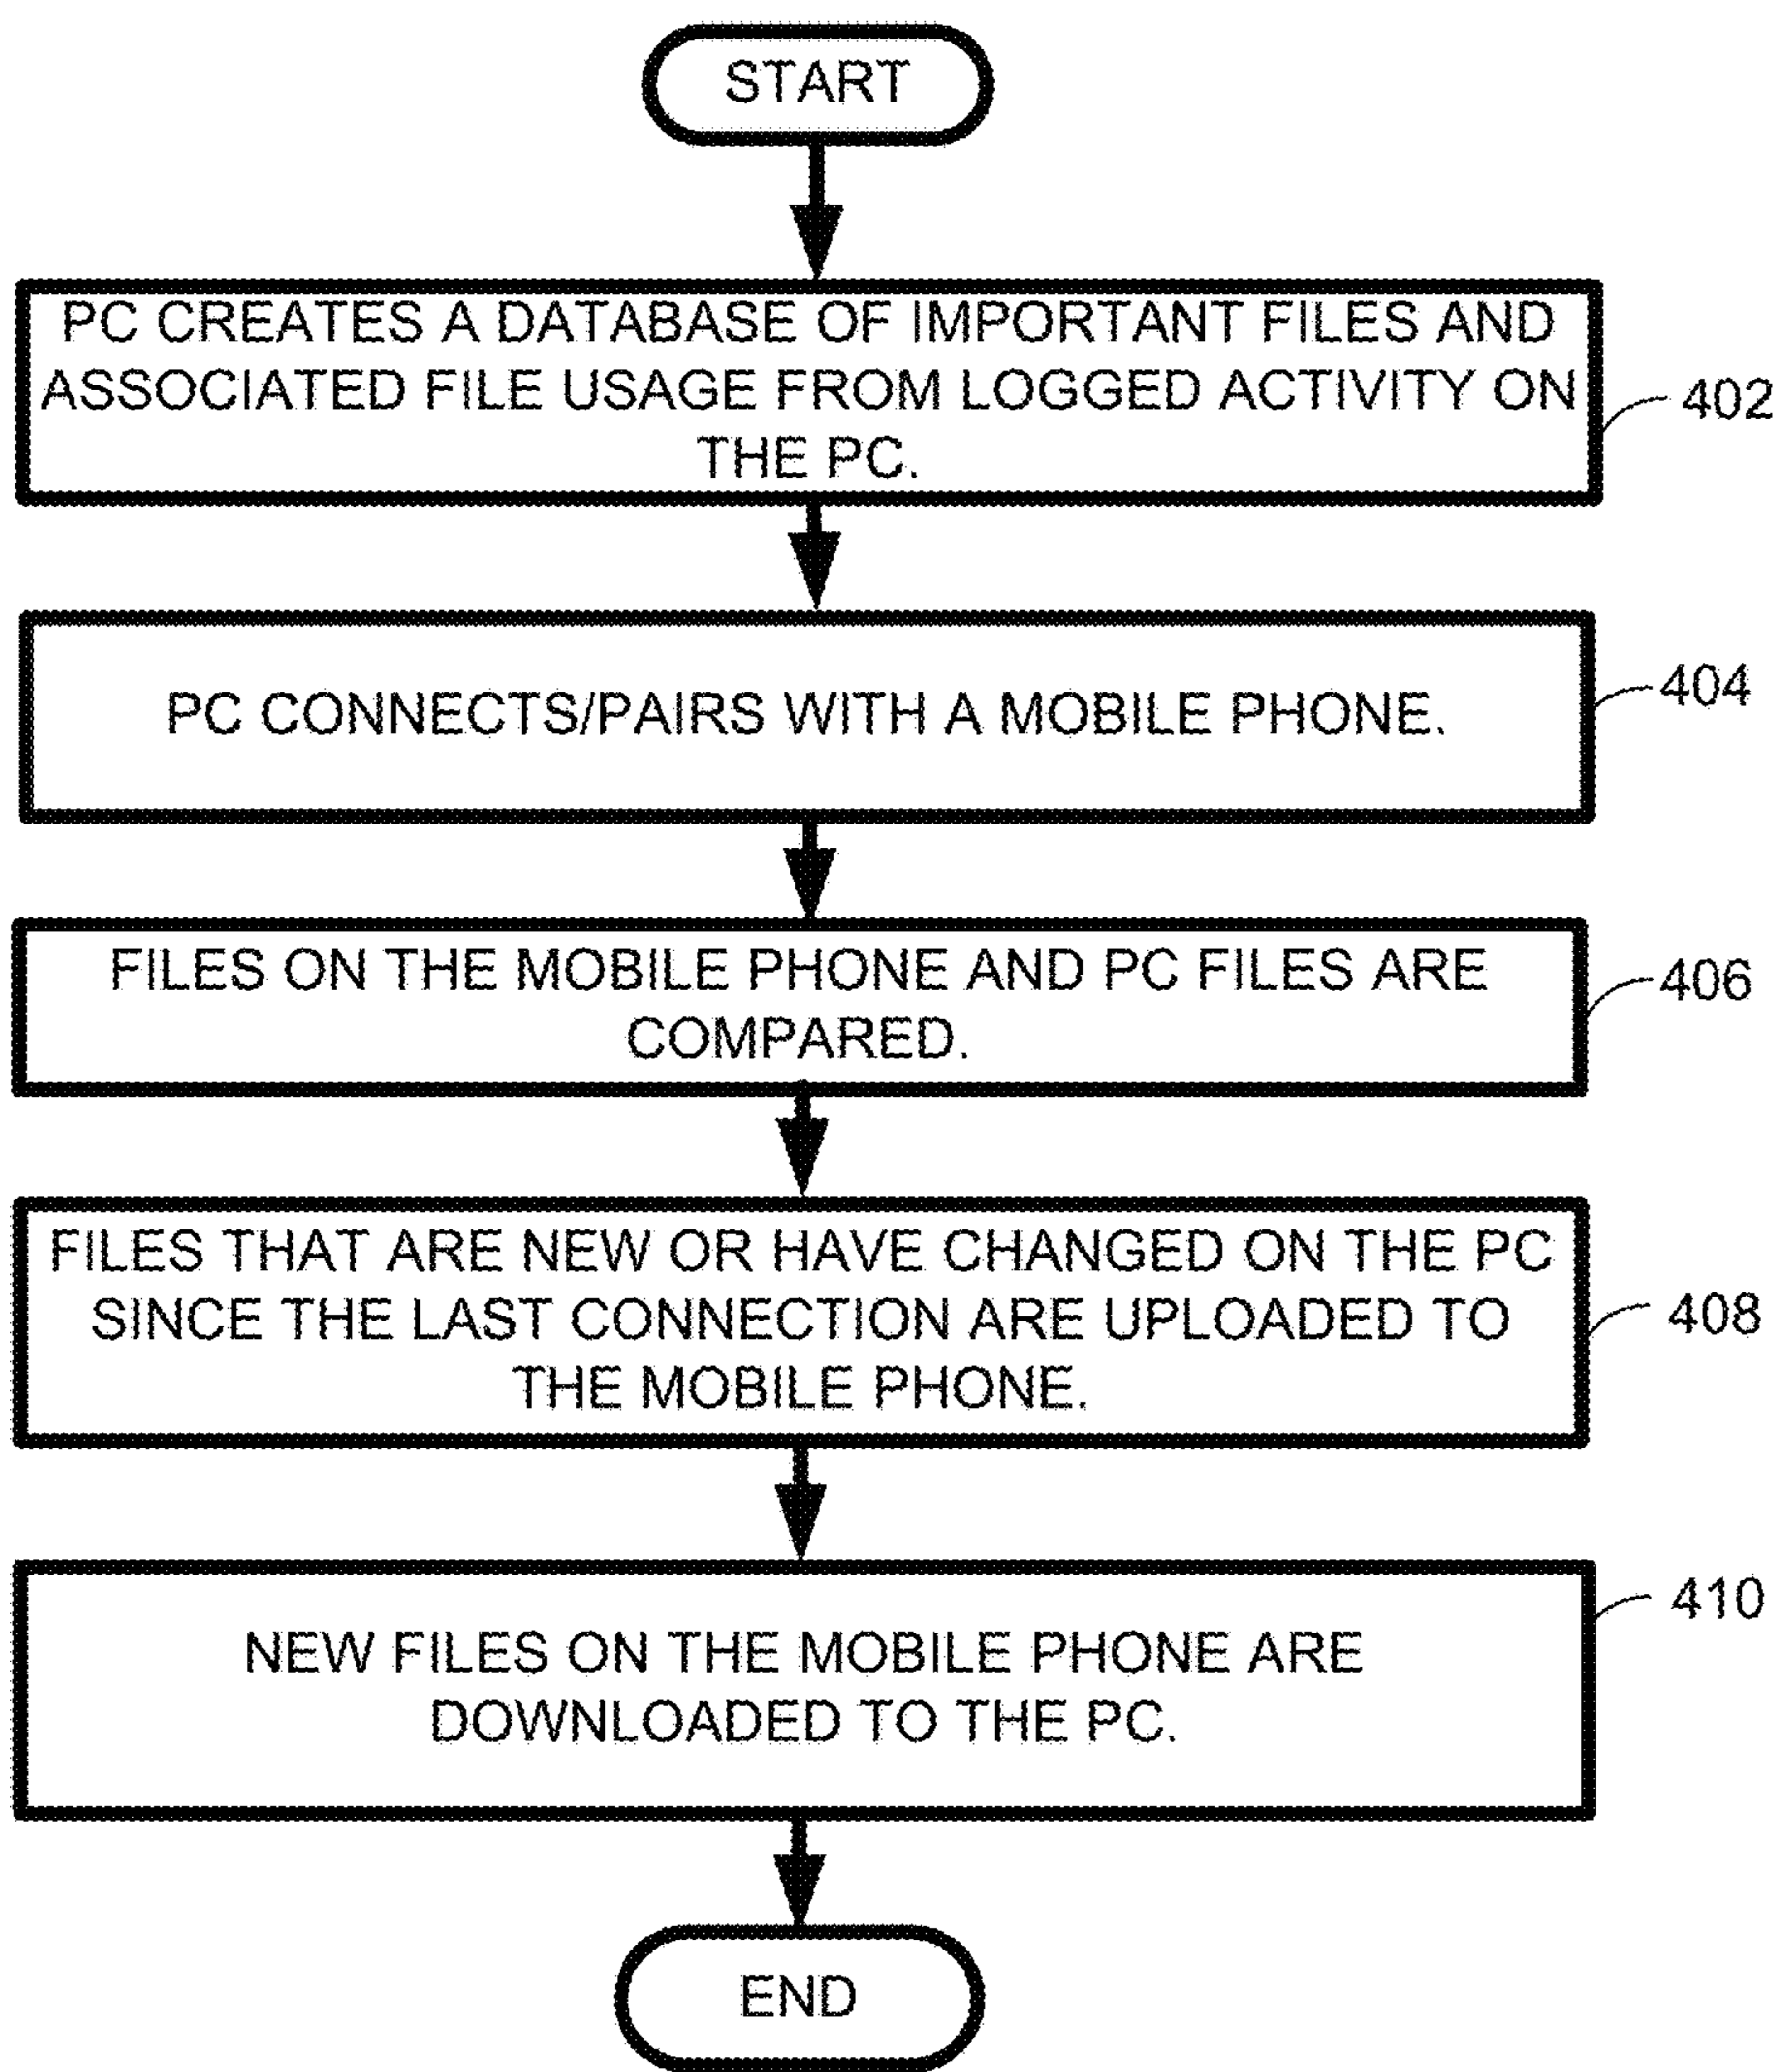 START
PC CREATES A DATABASE OF IMPORTANT FILES AND
ASSOCIATED FILE USAGE FROM LOGGED ACTIVITY ON
THE PC.
402
PC CONNECTS/PAIRS WITH A MOBILE PHONE.
404
FILES ON THE MOBILE PHONE AND PC FILES ARE
COMPARED.
406
FILES THAT ARE NEW OR HAVE CHANGED ON THE PC
SINCE THE LAST CONNECTION ARE UPLOADED TO
THE MOBILE PHONE.
408
NEW FILES ON THE MOBILE PHONE ARE
DOWNLOADED TO THE PC.
410
END